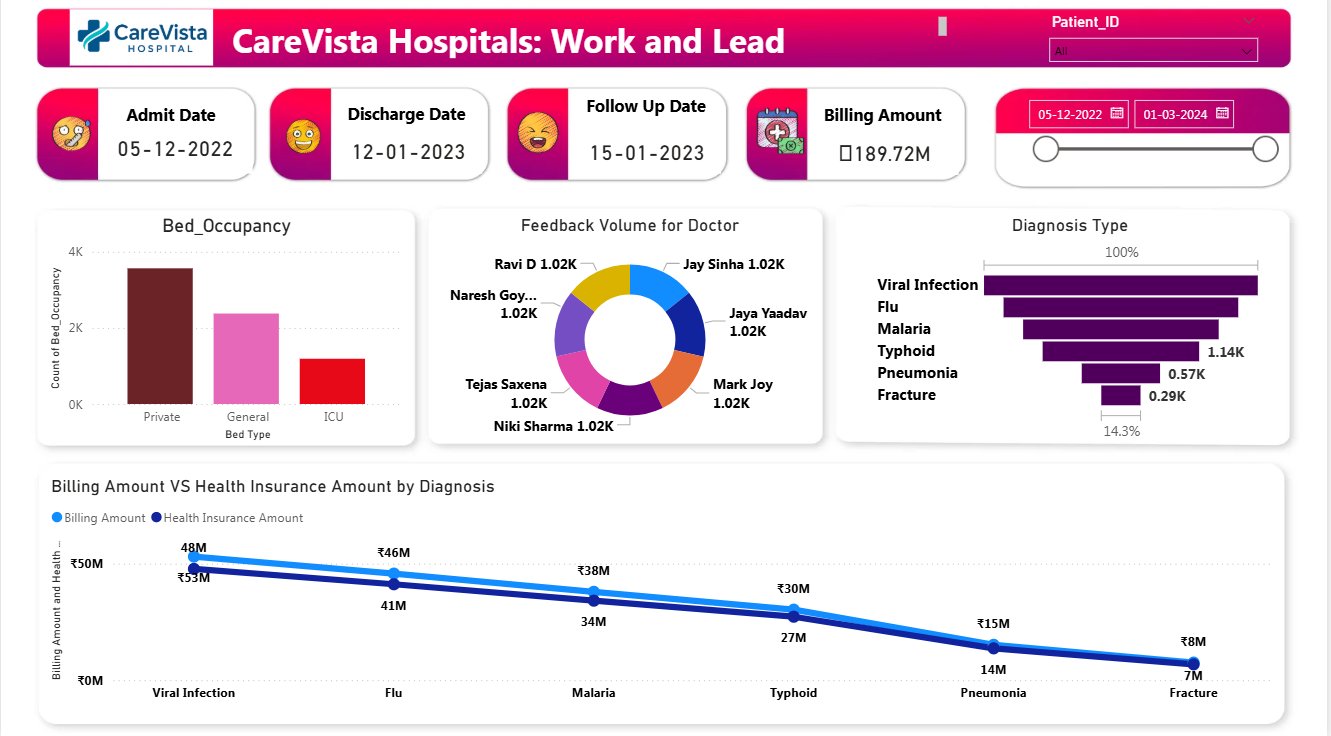 CareVista
HOSPITAL
CareVista Hospitals: Work and Lead
Patient_ID
All
Admit Date
05-12-2022
Discharge Date
12-01-2023
Follow Up Date
15-01-2023
Billing Amount
189.72M
05-12-2022
01-03-2024
Bed_Occupancy
Count of Bed_Occupancy
4K
2K
0K
Private
General
ICU
Bed Type
Feedback Volume for Doctor
Ravi D 1.02K
Jay Sinha 1.02K
Naresh Goy...
1.02K
Jaya Yaadav
1.02K
Tejas Saxena
1.02K
Mark Joy
1.02K
Niki Sharma 1.02K
Diagnosis Type
100%
Viral Infection
Flu
Malaria
Typhoid
1.14K
Pneumonia
0.57K
Fracture
0.29K
14.3%
Billing Amount VS Health Insurance Amount by Diagnosis
Billing Amount
Health Insurance Amount
Billing Amount and Health ...
₹50M
₹0M
48M
₹53M
₹46M
41M
₹38M
34M
₹30M
27M
₹15M
14M
₹8M
7M
Viral Infection
Flu
Malaria
Typhoid
Pneumonia
Fracture